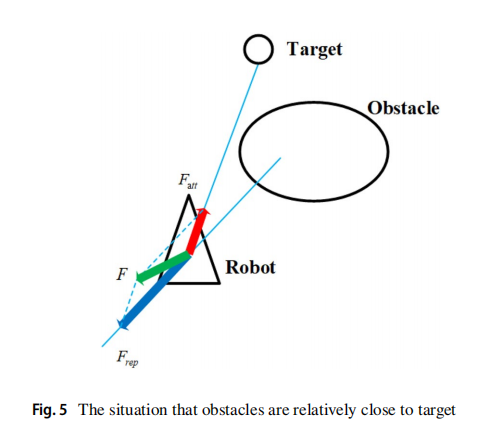 Target
Obstacle
F_att
F
Robot
F_rep
Fig. 5 The situation that obstacles are relatively close to target